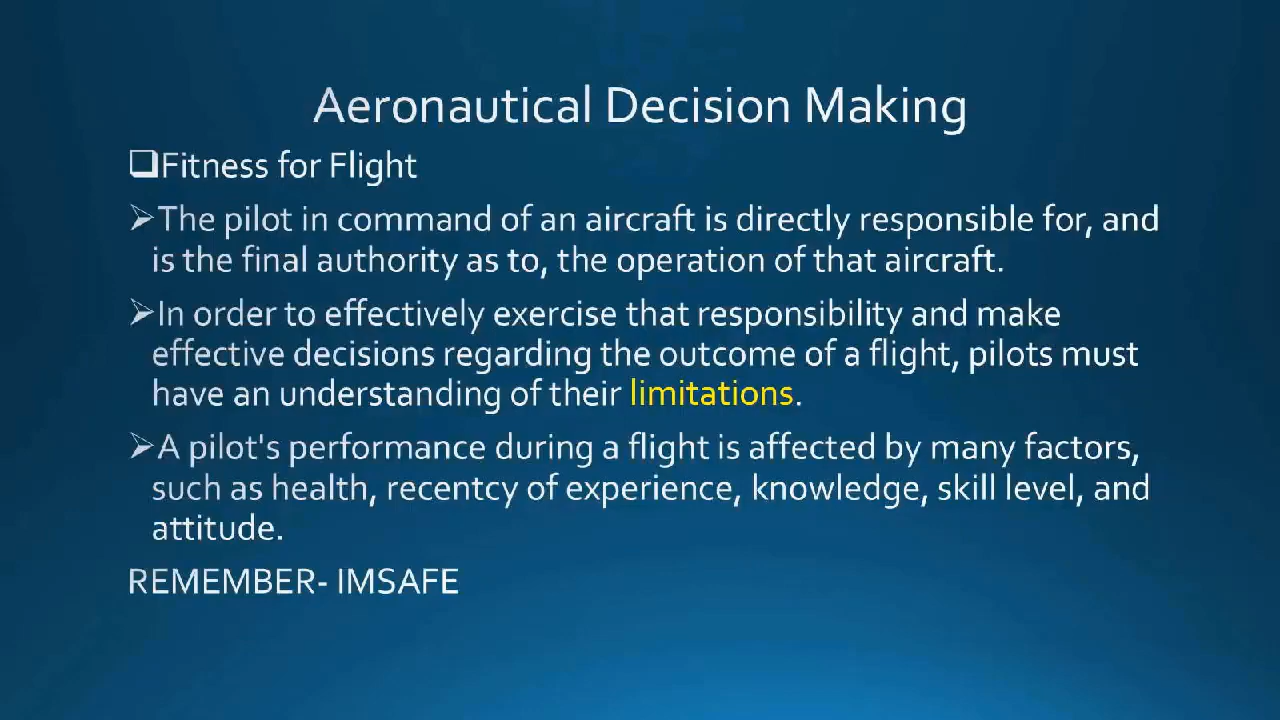 Aeronautical Decision Making
❑Fitness for Flight
➢The pilot in command of an aircraft is directly responsible for, and
is the final authority as to, the operation of that aircraft.
➢In order to effectively exercise that responsibility and make
effective decisions regarding the outcome of a flight, pilots must
have an understanding of their limitations.
➢A pilot's performance during a flight is affected by many factors,
such as health, recentcy of experience, knowledge, skill level, and
attitude.
REMEMBER- IMSAFE